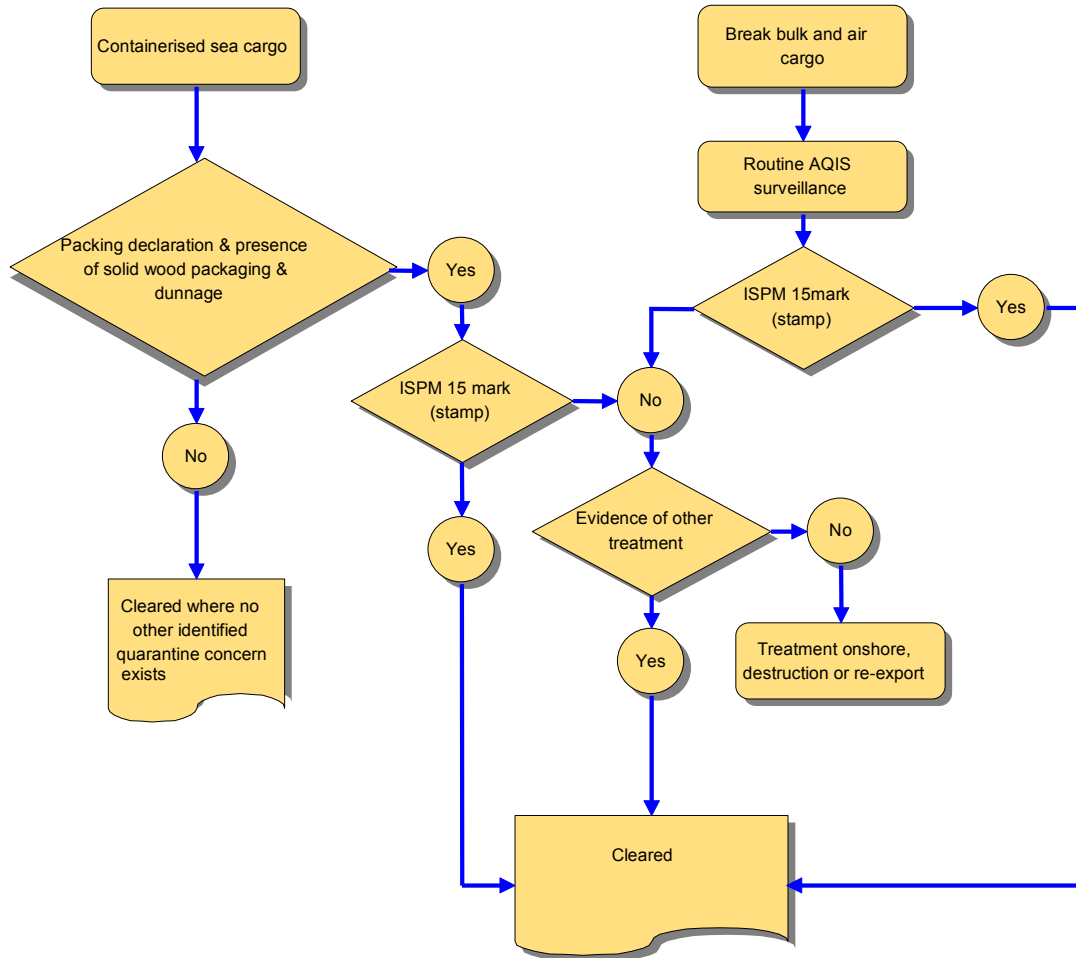 Containerised sea cargo
Break bulk and air
cargo
Routine AQIS
surveillance
Packing declaration & presence
of solid wood packaging &
dunnage
Yes
ISPM 15mark
(stamp)
Yes
ISPM 15 mark
(stamp)
No
No
Evidence of other
treatment
No
Yes
Cleared where no
other identified
quarantine concern
exists
Treatment onshore,
destruction or re-export
Yes
Cleared